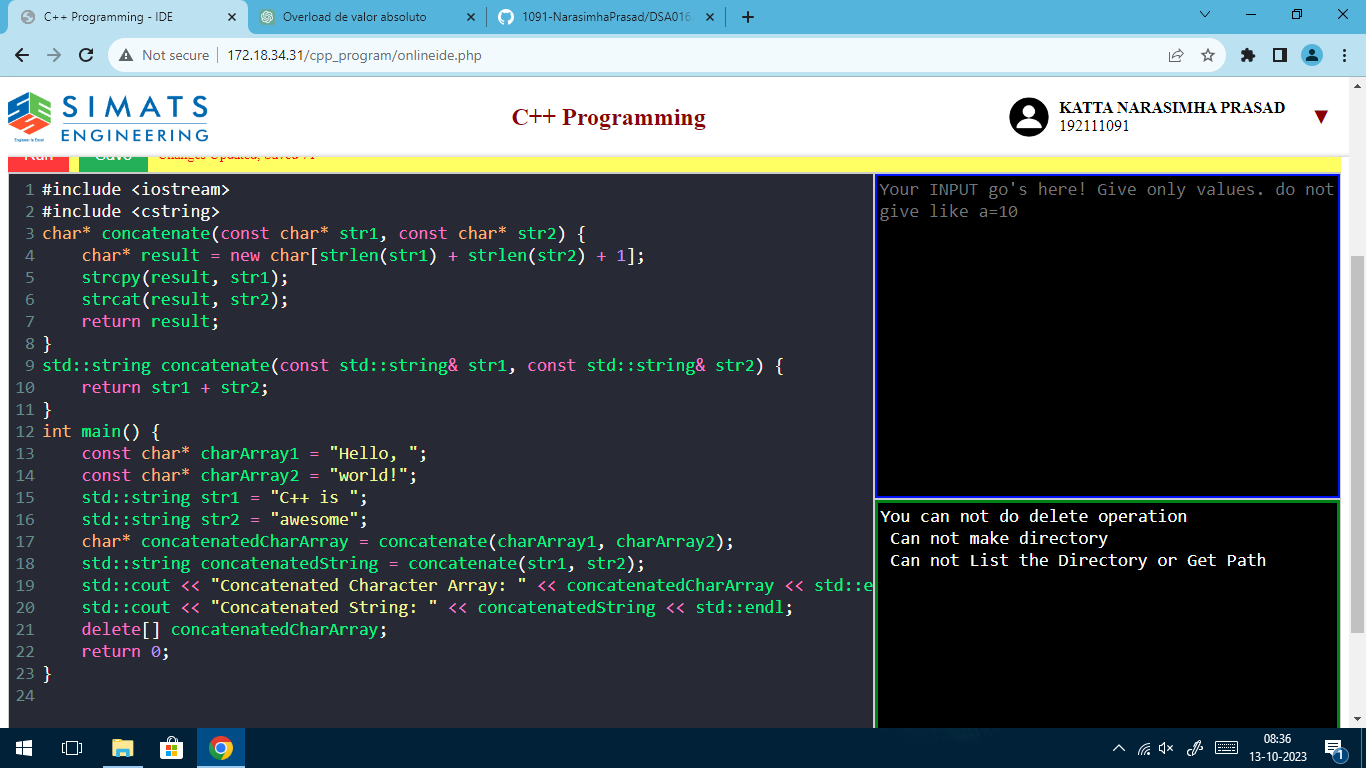 C++ Programming - IDE
Overload de valor absoluto
1091-NarasimhaPrasad/DSA016
Not secure
172.18.34.31/cpp_program/onlineide.php
SIMATS
ENGINEERING
Engineer to Excel
C++ Programming
KATTA NARASIMHA PRASAD
192111091
Run
Save
1 #include <iostream>
2 #include <cstring>
3 char* concatenate(const char* str1, const char* str2) {
4     char* result = new char[strlen(str1) + strlen(str2) + 1];
5     strcpy(result, str1);
6     strcat(result, str2);
7     return result;
8 }
9 std::string concatenate(const std::string& str1, const std::string& str2) {
10     return str1 + str2;
11 }
12 int main() {
13     const char* charArray1 = "Hello, ";
14     const char* charArray2 = "world!";
15     std::string str1 = "C++ is ";
16     std::string str2 = "awesome";
17     char* concatenatedCharArray = concatenate(charArray1, charArray2);
18     std::string concatenatedString = concatenate(str1, str2);
19     std::cout << "Concatenated Character Array: " << concatenatedCharArray << std::e
20     std::cout << "Concatenated String: " << concatenatedString << std::endl;
21     delete[] concatenatedCharArray;
22     return 0;
23 }
24
Your INPUT go's here! Give only values. do not
give like a=10
You can not do delete operation
Can not make directory
Can not List the Directory or Get Path
08:36
13-10-2023
1